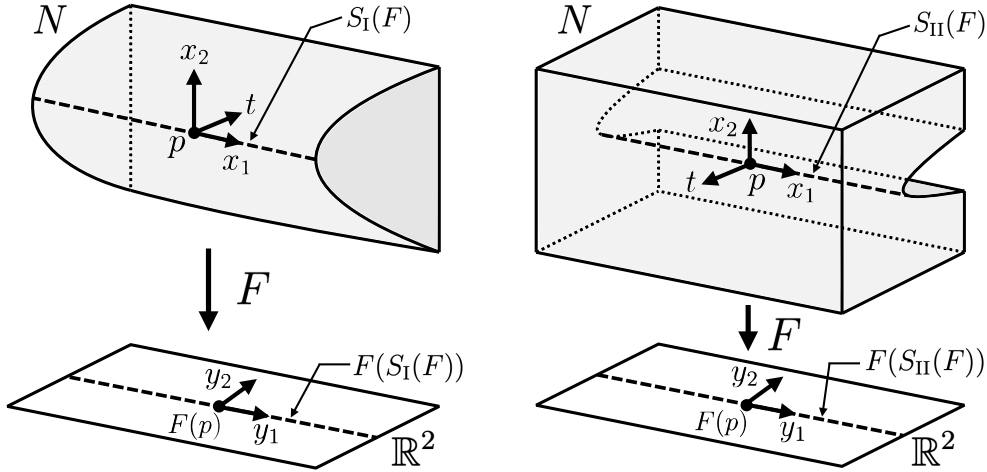 N
S_I(F)
x_2
t
p
x_1
F
y_2
F(S_I(F))
F(p)
y_1
ℝ^2
N
S_II(F)
x_2
t
p
x_1
F
y_2
F(S_II(F))
F(p)
y_1
ℝ^2